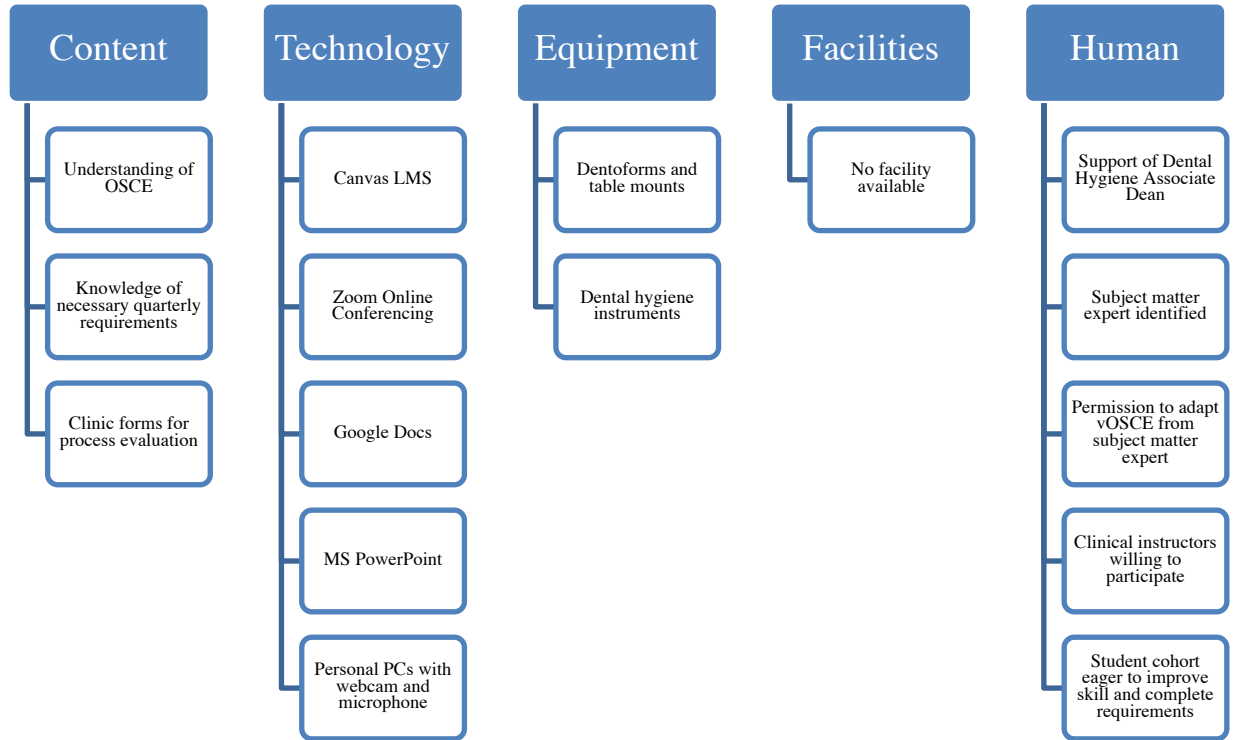 Content
Understanding of
OSCE
Knowledge of
necessary quarterly
requirements
Clinic forms for
process evaluation
Technology
Canvas LMS
Zoom Online
Conferencing
Google Docs
MS PowerPoint
Personal PCs with
webcam and
microphone
Equipment
Dentoforms and
table mounts
Dental hygiene
instruments
Facilities
No facility
available
Human
Support of Dental
Hygiene Associate
Dean
Subject matter
expert identified
Permission to adapt
vOSCE from
subject matter
expert
Clinical instructors
willing to
participate
Student cohort
eager to improve
skill and complete
requirements